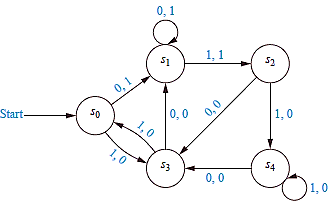 0, 1
s1
1, 1
s2
0, 1
Start
s0
0, 0
0, 0
1, 0
1, 0
1, 0
s3
0, 0
s4
1, 0